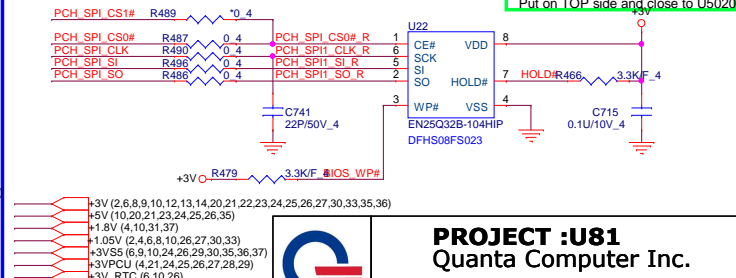 Put on TOP side and close to U5020
PCH_SPI_CS1# R489 *0_4
+3V
U22
PCH_SPI_CS0# R487 0_4 PCH_SPI_CS0#_R 1 CE# VDD 8
PCH_SPI_CLK R490 0_4 PCH_SPI1_CLK_R 6 SCK
PCH_SPI_SI R496 0_4 PCH_SPI1_SI_R 5 SI
PCH_SPI_SO R486 0_4 PCH_SPI1_SO_R 2 SO HOLD# 7 HOLD# R466 3.3K/F_4
3 WP# VSS 4
C741
22P/50V_4
EN25Q32B-104HIP
DFHS08FS023
C715
0.1U/10V_4
+3V R479 3.3K/F_4 BIOS_WP#
+3V (2,6,8,9,10,12,13,14,20,21,22,23,24,25,26,27,30,33,35,36)
+5V (10,20,21,23,24,25,26,35)
+1.8V (4,10,31,37)
+1.05V (2,4,6,8,10,26,27,30,33)
+3VS5 (6,9,10,24,26,29,30,35,36,37)
+3VPCU (4,21,24,25,26,27,28,29)
+3V_RTC (6,10,26)
PROJECT :U81
Quanta Computer Inc.